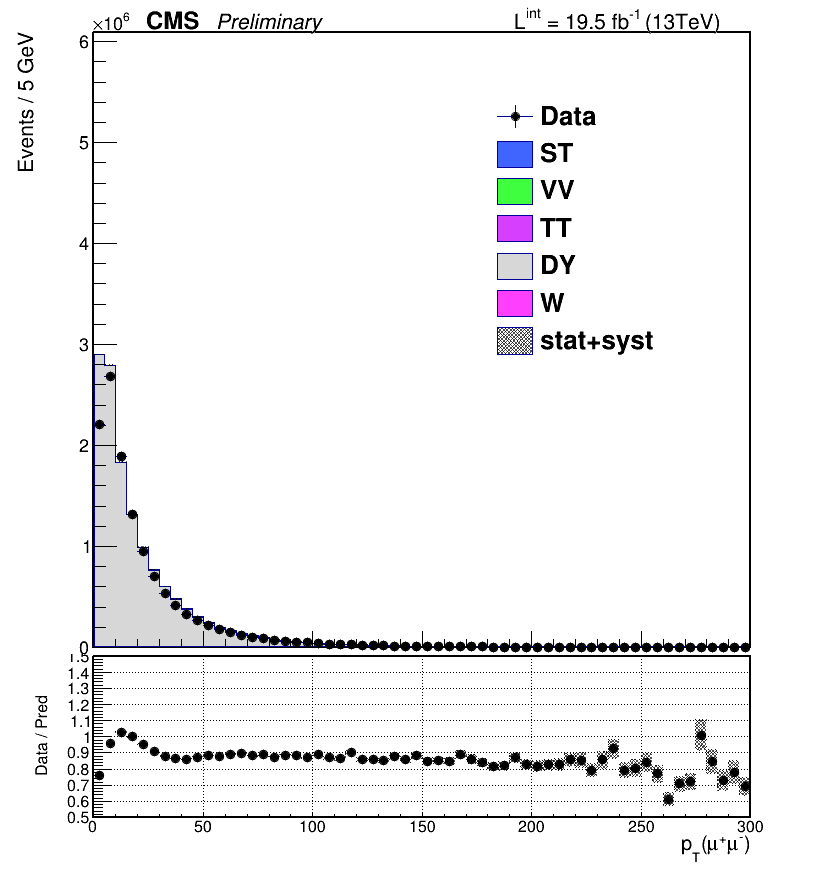 ×10⁶ CMS Preliminary L^int = 19.5 fb⁻¹ (13TeV)
Events / 5 GeV
6
5
4
3
2
1
0
Data
ST
VV
TT
DY
W
stat+syst
Data / Pred
1.5
1.4
1.3
1.2
1.1
1
0.9
0.8
0.7
0.6
0.5
0 50 100 150 200 250 300
p_T(μ⁺μ⁻)